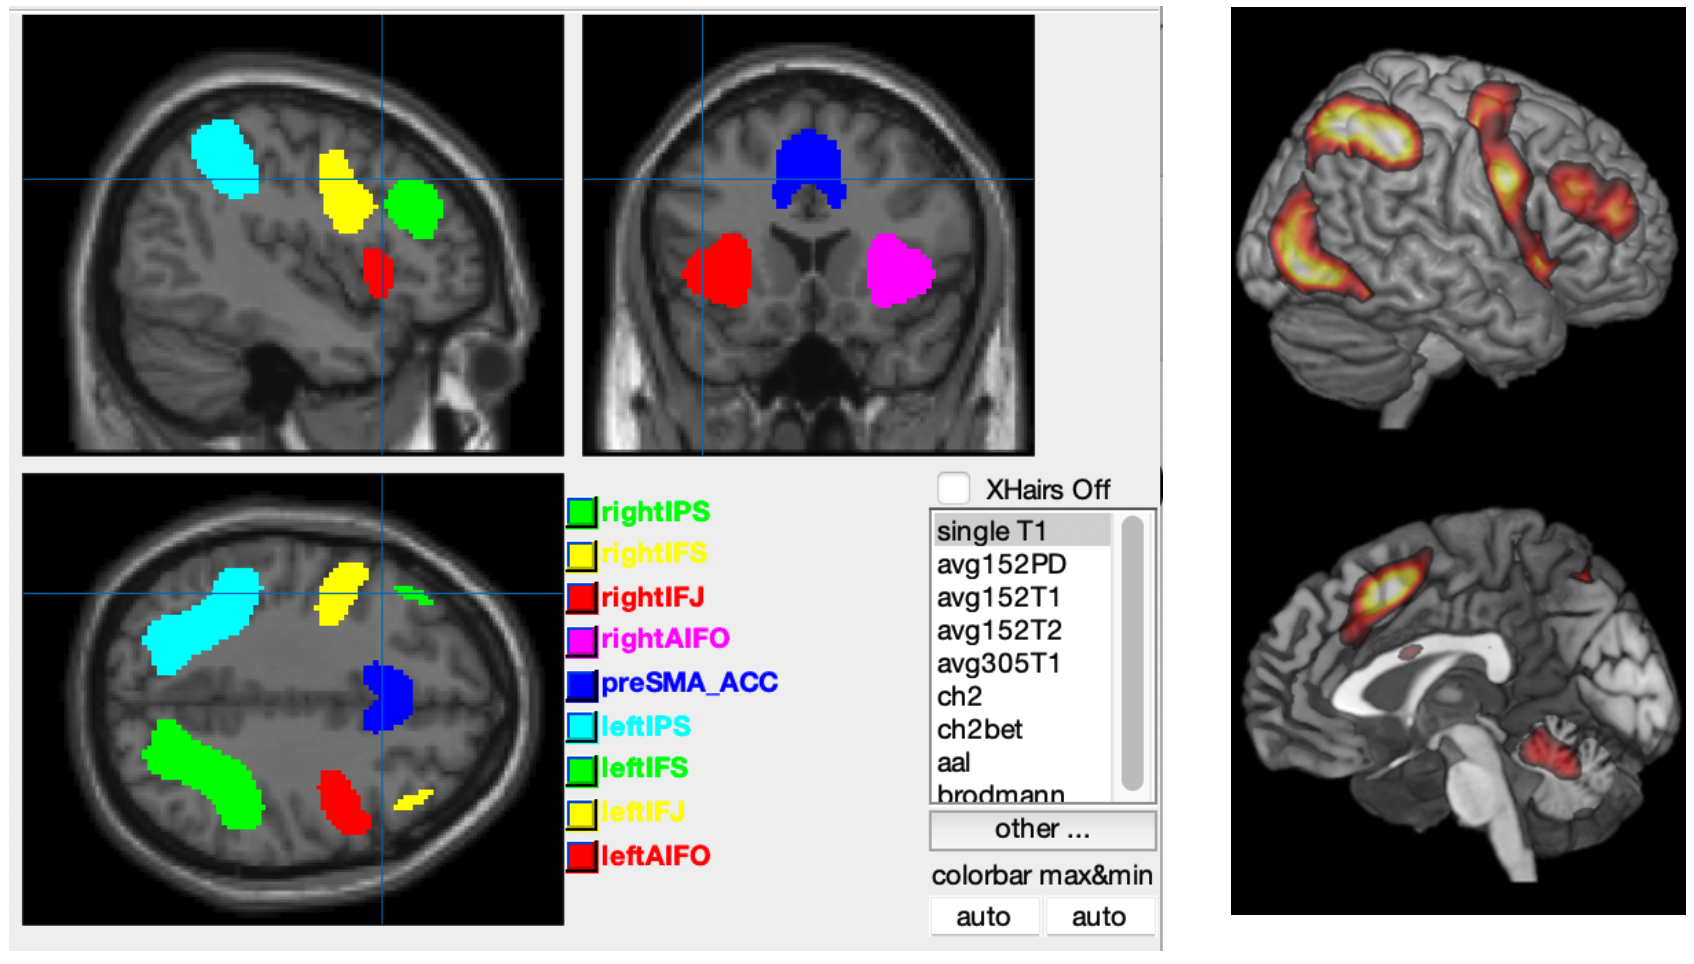 rightIPS
rightIFS
rightIFJ
rightAIFO
preSMA_ACC
leftIPS
leftIFS
leftIFJ
leftAIFO
XHairs Off
single T1
avg152PD
avg152T1
avg152T2
avg305T1
ch2
ch2bet
aal
brodmann
other ...
colorbar max&min
auto auto